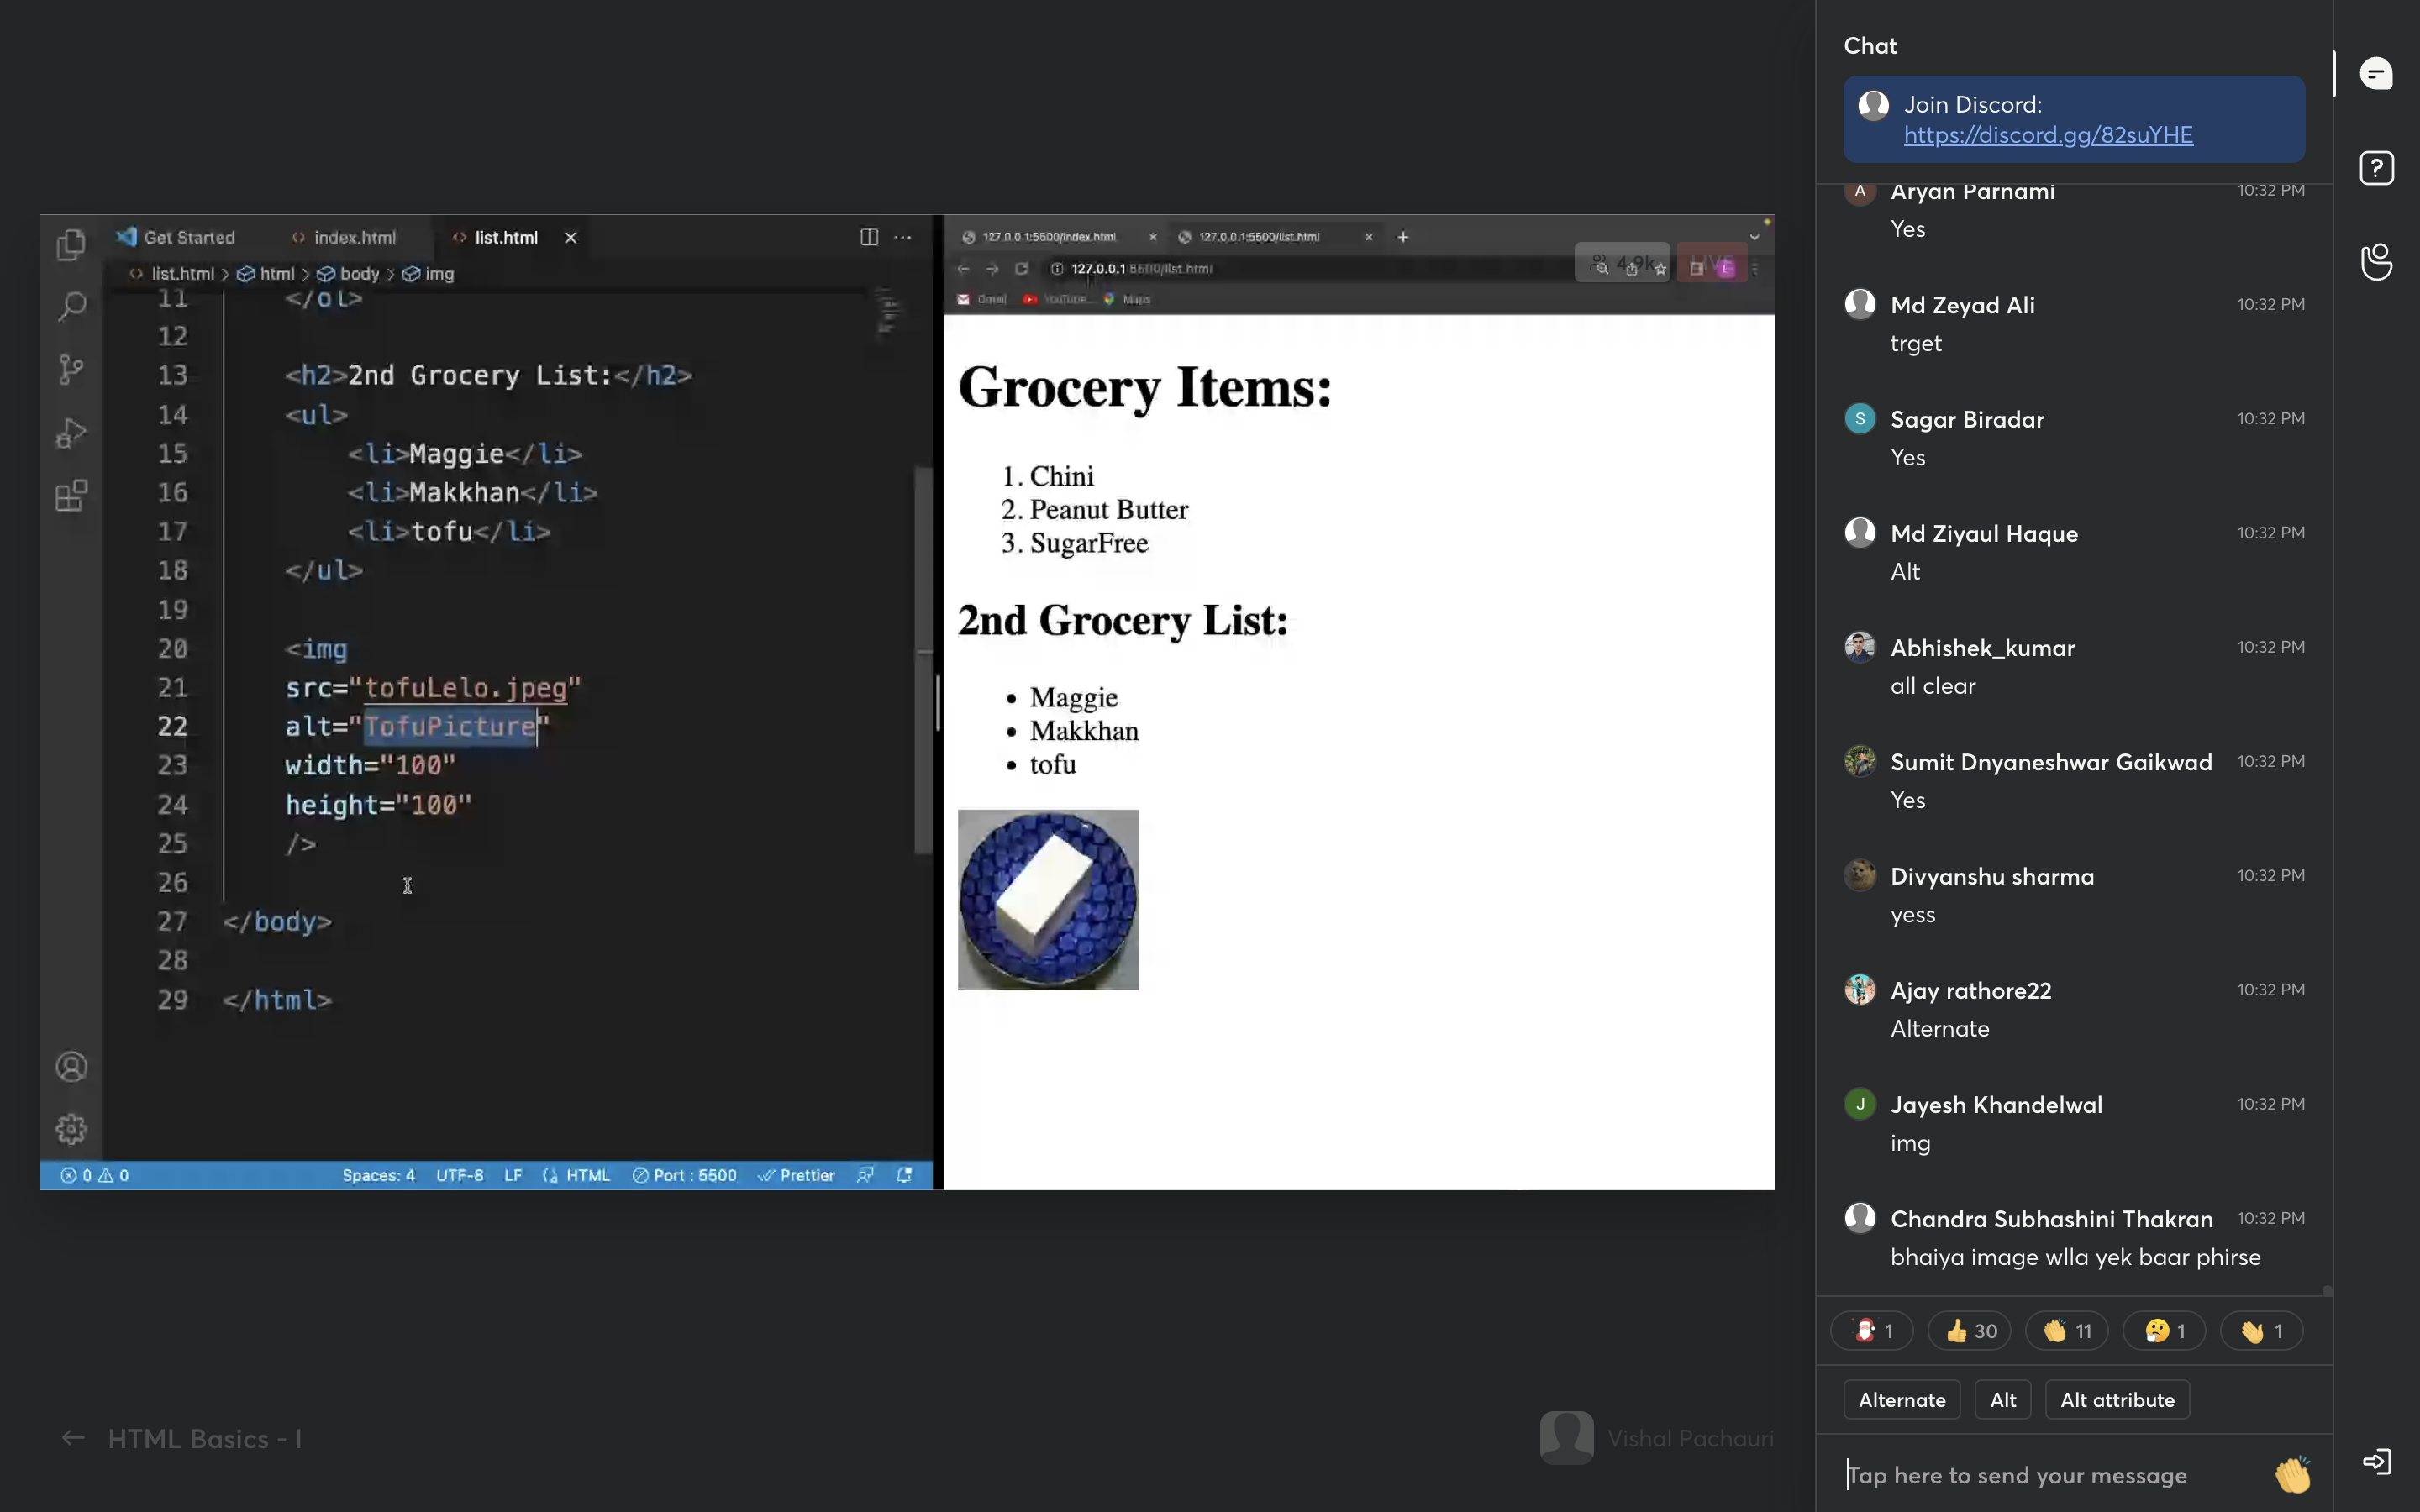 Get Started
index.html
list.html
list.html > html > body > img
11 </ol>
12
13 <h2>2nd Grocery List:</h2>
14 <ul>
15 <li>Maggie</li>
16 <li>Makkhan</li>
17 <li>tofu</li>
18 </ul>
19
20 <img
21 src="tofuLelo.jpeg"
22 alt="TofuPicture"
23 width="100"
24 height="100"
25 />
26
27 </body>
28
29 </html>
0 0 Spaces: 4 UTF-8 LF HTML Port : 5500 Prettier
127.0.0.1:5500/index.html
127.0.0.1:5500/list.html
127.0.0.1:5500/list.html
4.9k LIVE
Gmail YouTube Maps
Grocery Items:
1. Chini
2. Peanut Butter
3. SugarFree
2nd Grocery List:
• Maggie
• Makkhan
• tofu
HTML Basics - I
Vishal Pachauri
Chat
Join Discord:
https://discord.gg/82suYHE
A Aryan Parnami 10:32 PM
Yes
Md Zeyad Ali 10:32 PM
trget
S Sagar Biradar 10:32 PM
Yes
Md Ziyaul Haque 10:32 PM
Alt
Abhishek_kumar 10:32 PM
all clear
Sumit Dnyaneshwar Gaikwad 10:32 PM
Yes
Divyanshu sharma 10:32 PM
yess
Ajay rathore22 10:32 PM
Alternate
J Jayesh Khandelwal 10:32 PM
img
Chandra Subhashini Thakran 10:32 PM
bhaiya image wlla yek baar phirse
🎅 1 👍 30 👏 11 🤔 1 👋 1
Alternate Alt Alt attribute
Tap here to send your message